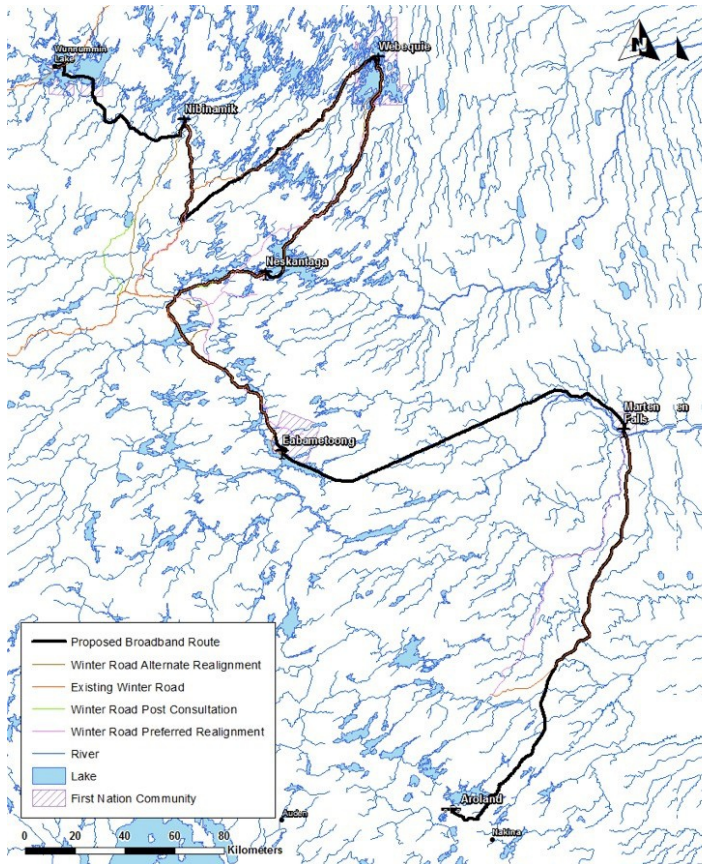 Wunnummin
Lake
Webequie
N
Nibinamik
Neskantaga
Marten
Falls
Eabametoong
Proposed Broadband Route
Winter Road Alternate Realignment
Existing Winter Road
Winter Road Post Consultation
Winter Road Preferred Realignment
River
Lake
First Nation Community
Aroland
Auden
Nakina
0 20 40 60 80
Kilometers